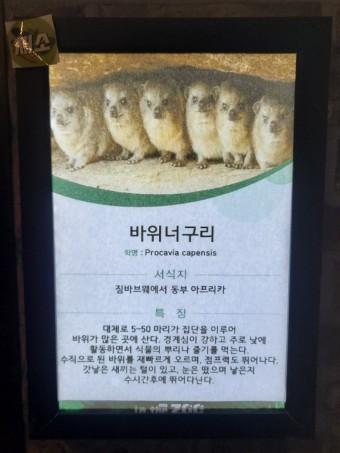 채소
바위너구리
학명 : Procavia capensis
서식지
짐바브웨에서 동부 아프리카
특 징
대체로 5~50 마리가 집단을 이루어
바위가 많은 곳에 산다. 경계심이 강하고 주로 낮에
활동하면서 식물의 뿌리나 줄기를 먹는다.
수직으로 된 바위를 재빠르게 오르며, 점프력도 뛰어나다.
갓낳은 새끼는 털이 있고, 눈은 떴으며 낳은지
수시간후에 뛰어다닌다.
in the ZOO